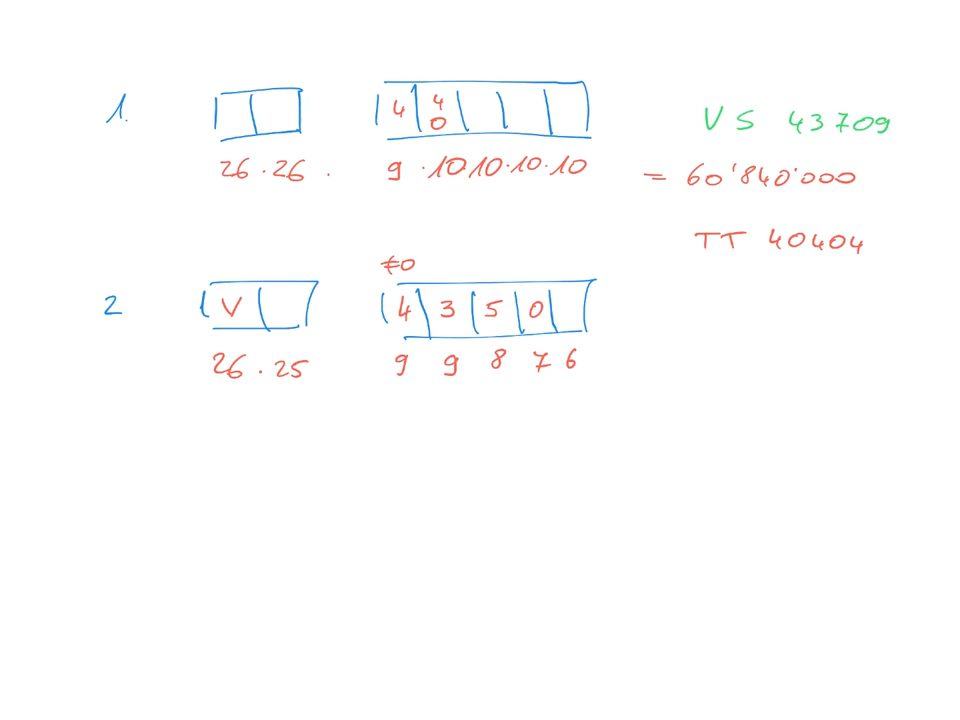 1. 4 4 VS 43709
0
26 · 26 · 9 · 10 10 · 10 · 10 = 60'840'000
TT 40404
≠0
2 V 4 3 5 0
26 · 25 9 9 8 7 6